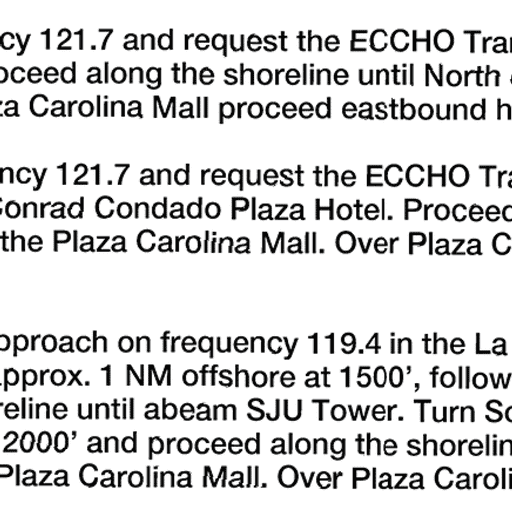 cy 121.7 and request the ECCHO Tra
oceed along the shoreline until North
za Carolina Mall proceed eastbound h
ncy 121.7 and request the ECCHO Tra
Conrad Condado Plaza Hotel. Proceed
the Plaza Carolina Mall. Over Plaza C
pproach on frequency 119.4 in the La
approx. 1 NM offshore at 1500’, follow
reline until abeam SJU Tower. Turn So
2000’ and proceed along the shorelin
Plaza Carolina Mall. Over Plaza Caroli